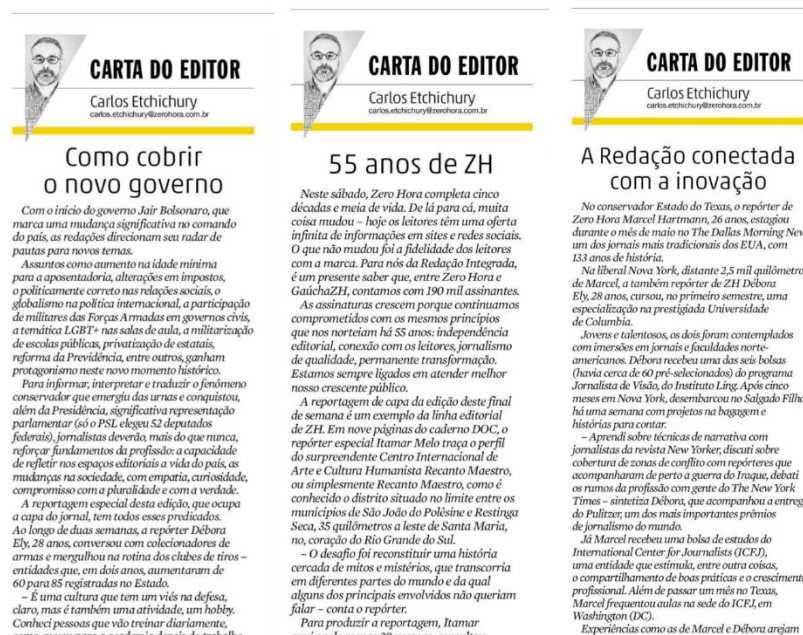 CARTA DO EDITOR
Carlos Etchichury
carlos.etchichury@zerohora.com.br
Como cobrir
o novo governo
Com o início do governo Jair Bolsonaro, que
marca uma mudança significativa no comando
do país, as redações direcionam seu radar de
pautas para novos temas.
Assuntos como aumento na idade mínima
para a aposentadoria, alterações em impostos,
o politicamente correto nas relações sociais, o
globalismo na política internacional, a participação
de militares das Forças Armadas em governos civis,
a temática LGBT+ nas salas de aula, a militarização
de escolas públicas, privatização de estatais,
reforma da Previdência, entre outros, ganham
protagonismo neste novo momento histórico.
Para informar, interpretar e traduzir o fenômeno
conservador que emergiu das urnas e conquistou,
além da Presidência, significativa representação
parlamentar (só o PSL elegeu 52 deputados
federais), jornalistas deverão, mais do que nunca,
reforçar fundamentos da profissão: a capacidade
de refletir nos espaços editoriais a vida do país, as
mudanças na sociedade, com empatia, curiosidade,
compromisso com a pluralidade e com a verdade.
A reportagem especial desta edição, que ocupa
a capa do jornal, tem todos esses predicados.
Ao longo de duas semanas, a repórter Débora
Ely, 28 anos, conversou com colecionadores de
armas e mergulhou na rotina dos clubes de tiros –
entidades que, em dois anos, aumentaram de
60 para 85 registradas no Estado.
– É uma cultura que tem um viés na defesa,
claro, mas é também uma atividade, um hobby.
Conheci pessoas que vão treinar diariamente,
CARTA DO EDITOR
Carlos Etchichury
carlos.etchichury@zerohora.com.br
55 anos de ZH
Neste sábado, Zero Hora completa cinco
décadas e meia de vida. De lá para cá, muita
coisa mudou – hoje os leitores têm uma oferta
infinita de informações em sites e redes sociais.
O que não mudou foi a fidelidade dos leitores
com a marca. Para nós da Redação Integrada,
é um presente saber que, entre Zero Hora e
GaúchaZH, contamos com 190 mil assinantes.
As assinaturas crescem porque continuamos
comprometidos com os mesmos princípios
que nos norteiam há 55 anos: independência
editorial, conexão com os leitores, jornalismo
de qualidade, permanente transformação.
Estamos sempre ligados em atender melhor
nosso crescente público.
A reportagem de capa da edição deste final
de semana é um exemplo da linha editorial
de ZH. Em nove páginas do caderno DOC, o
repórter especial Itamar Melo traça o perfil
do surpreendente Centro Internacional de
Arte e Cultura Humanista Recanto Maestro,
ou simplesmente Recanto Maestro, como é
conhecido o distrito situado no limite entre os
municípios de São João do Polêsine e Restinga
Seca, 35 quilômetros a leste de Santa Maria,
no, coração do Rio Grande do Sul.
– O desafio foi reconstituir uma história
cercada de mitos e mistérios, que transcorria
em diferentes partes do mundo e da qual
alguns dos principais envolvidos não queriam
falar – conta o repórter.
Para produzir a reportagem, Itamar
CARTA DO EDITOR
Carlos Etchichury
carlos.etchichury@zerohora.com.br
A Redação conectada
com a inovação
No conservador Estado do Texas, o repórter de
Zero Hora Marcel Hartmann, 26 anos, estagiou
durante o mês de maio no The Dallas Morning New
um dos jornais mais tradicionais dos EUA, com
133 anos de história.
Na liberal Nova York, distante 2,5 mil quilômetro
de Marcel, a também repórter de ZH Débora
Ely, 28 anos, cursou, no primeiro semestre, uma
especialização na prestigiada Universidade
de Columbia.
Jovens e talentosos, os dois foram contemplados
com imersões em jornais e faculdades norte-
americanos. Débora recebeu uma das seis bolsas
(havia cerca de 60 pré-selecionados) do programa
Jornalista de Visão, do Instituto Ling. Após cinco
meses em Nova York, desembarcou no Salgado Filho
há uma semana com projetos na bagagem e
histórias para contar.
– Aprendi sobre técnicas de narrativa com
jornalistas da revista New Yorker, discuti sobre
cobertura de zonas de conflito com repórteres que
acompanharam de perto a guerra do Iraque, debati
os rumos da profissão com gente do The New York
Times – sintetiza Débora, que acompanhou a entreg
do Pulitzer, um dos mais importantes prêmios
de jornalismo do mundo.
Já Marcel recebeu uma bolsa de estudos do
International Center for Journalists (ICFJ),
uma entidade que estimula, entre outra coisas,
o compartilhamento de boas práticas e o crescimento
profissional. Além de passar um mês no Texas,
Marcel frequentou aulas na sede do ICFJ, em
Washington (DC).
Experiências como as de Marcel e Débora arejam